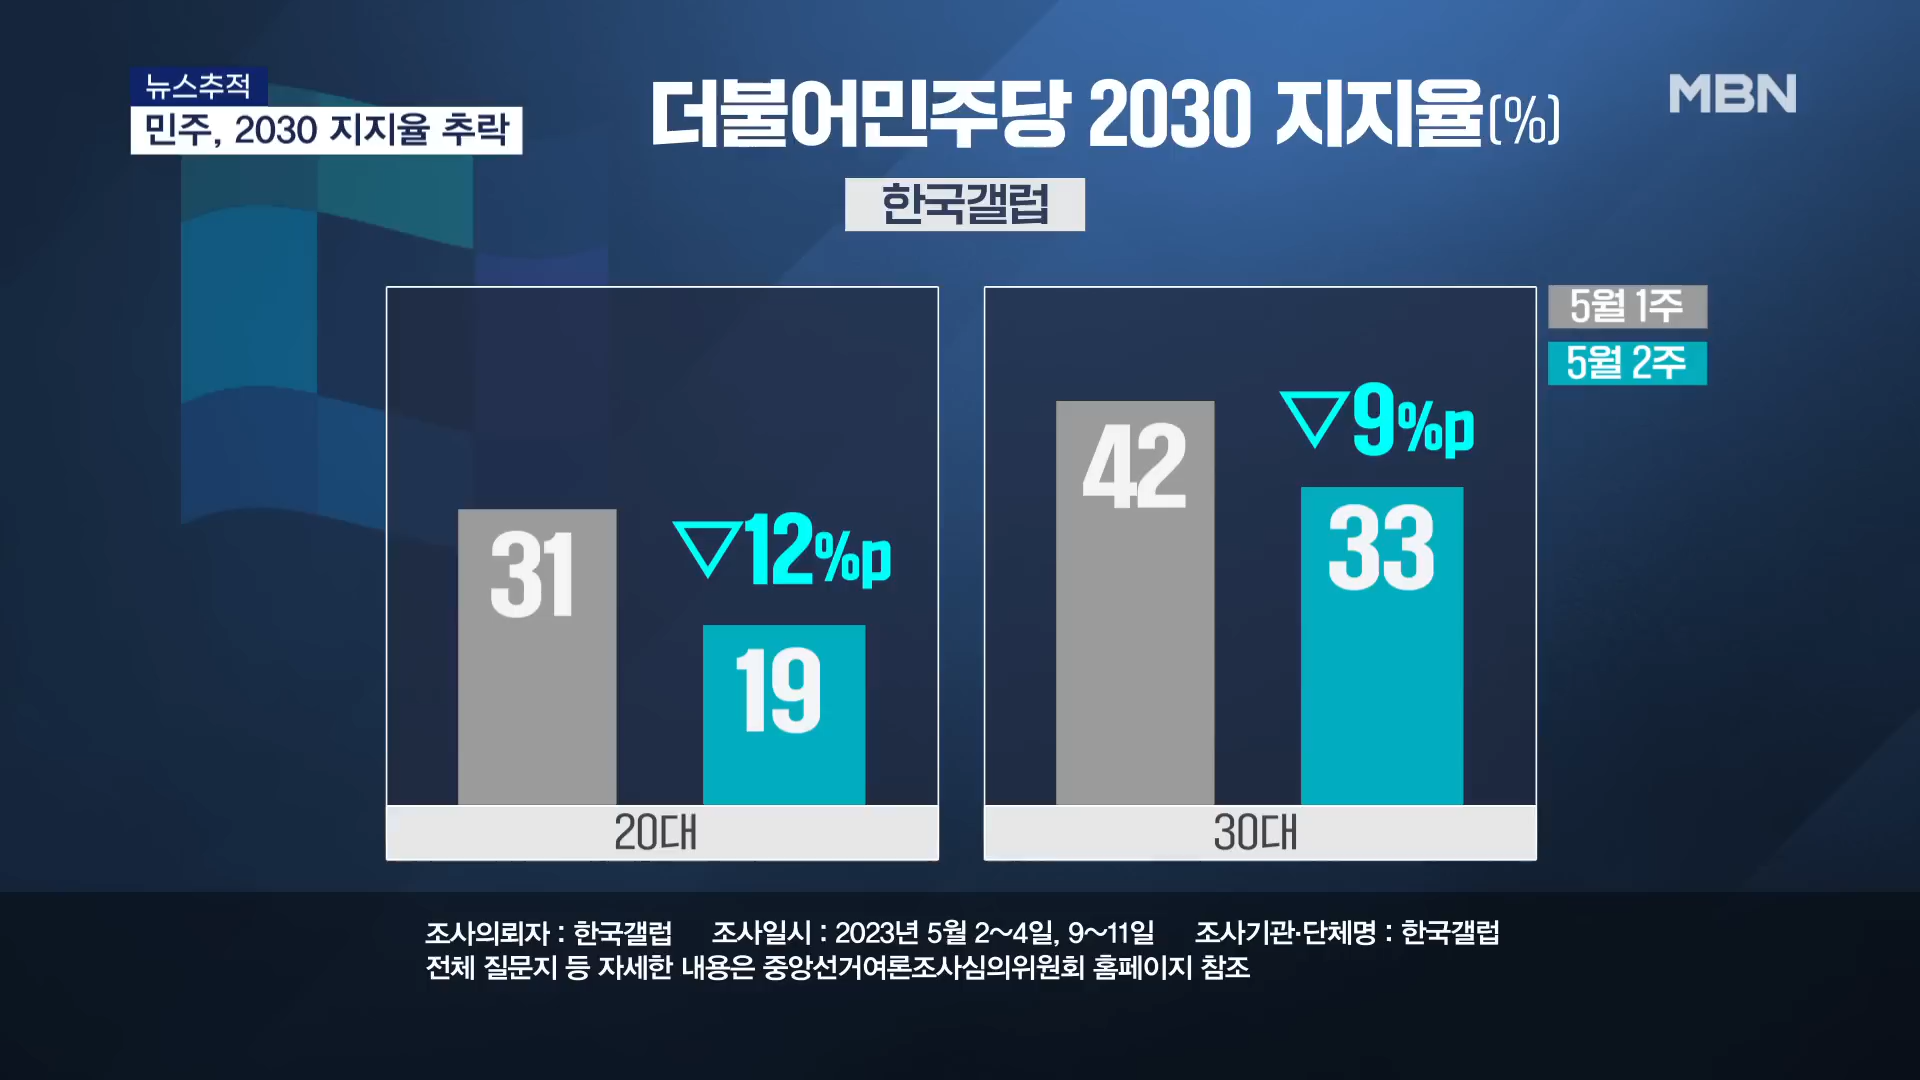 뉴스추적
민주, 2030 지지율 추락
더불어민주당 2030 지지율(%)
MBN
한국갤럽
5월 1주
5월 2주
31
▽12%p
19
20대
42
▽9%p
33
30대
조사의뢰자 : 한국갤럽 조사일시 : 2023년 5월 2~4일, 9~11일 조사기관·단체명 : 한국갤럽
전체 질문지 등 자세한 내용은 중앙선거여론조사심의위원회 홈페이지 참조